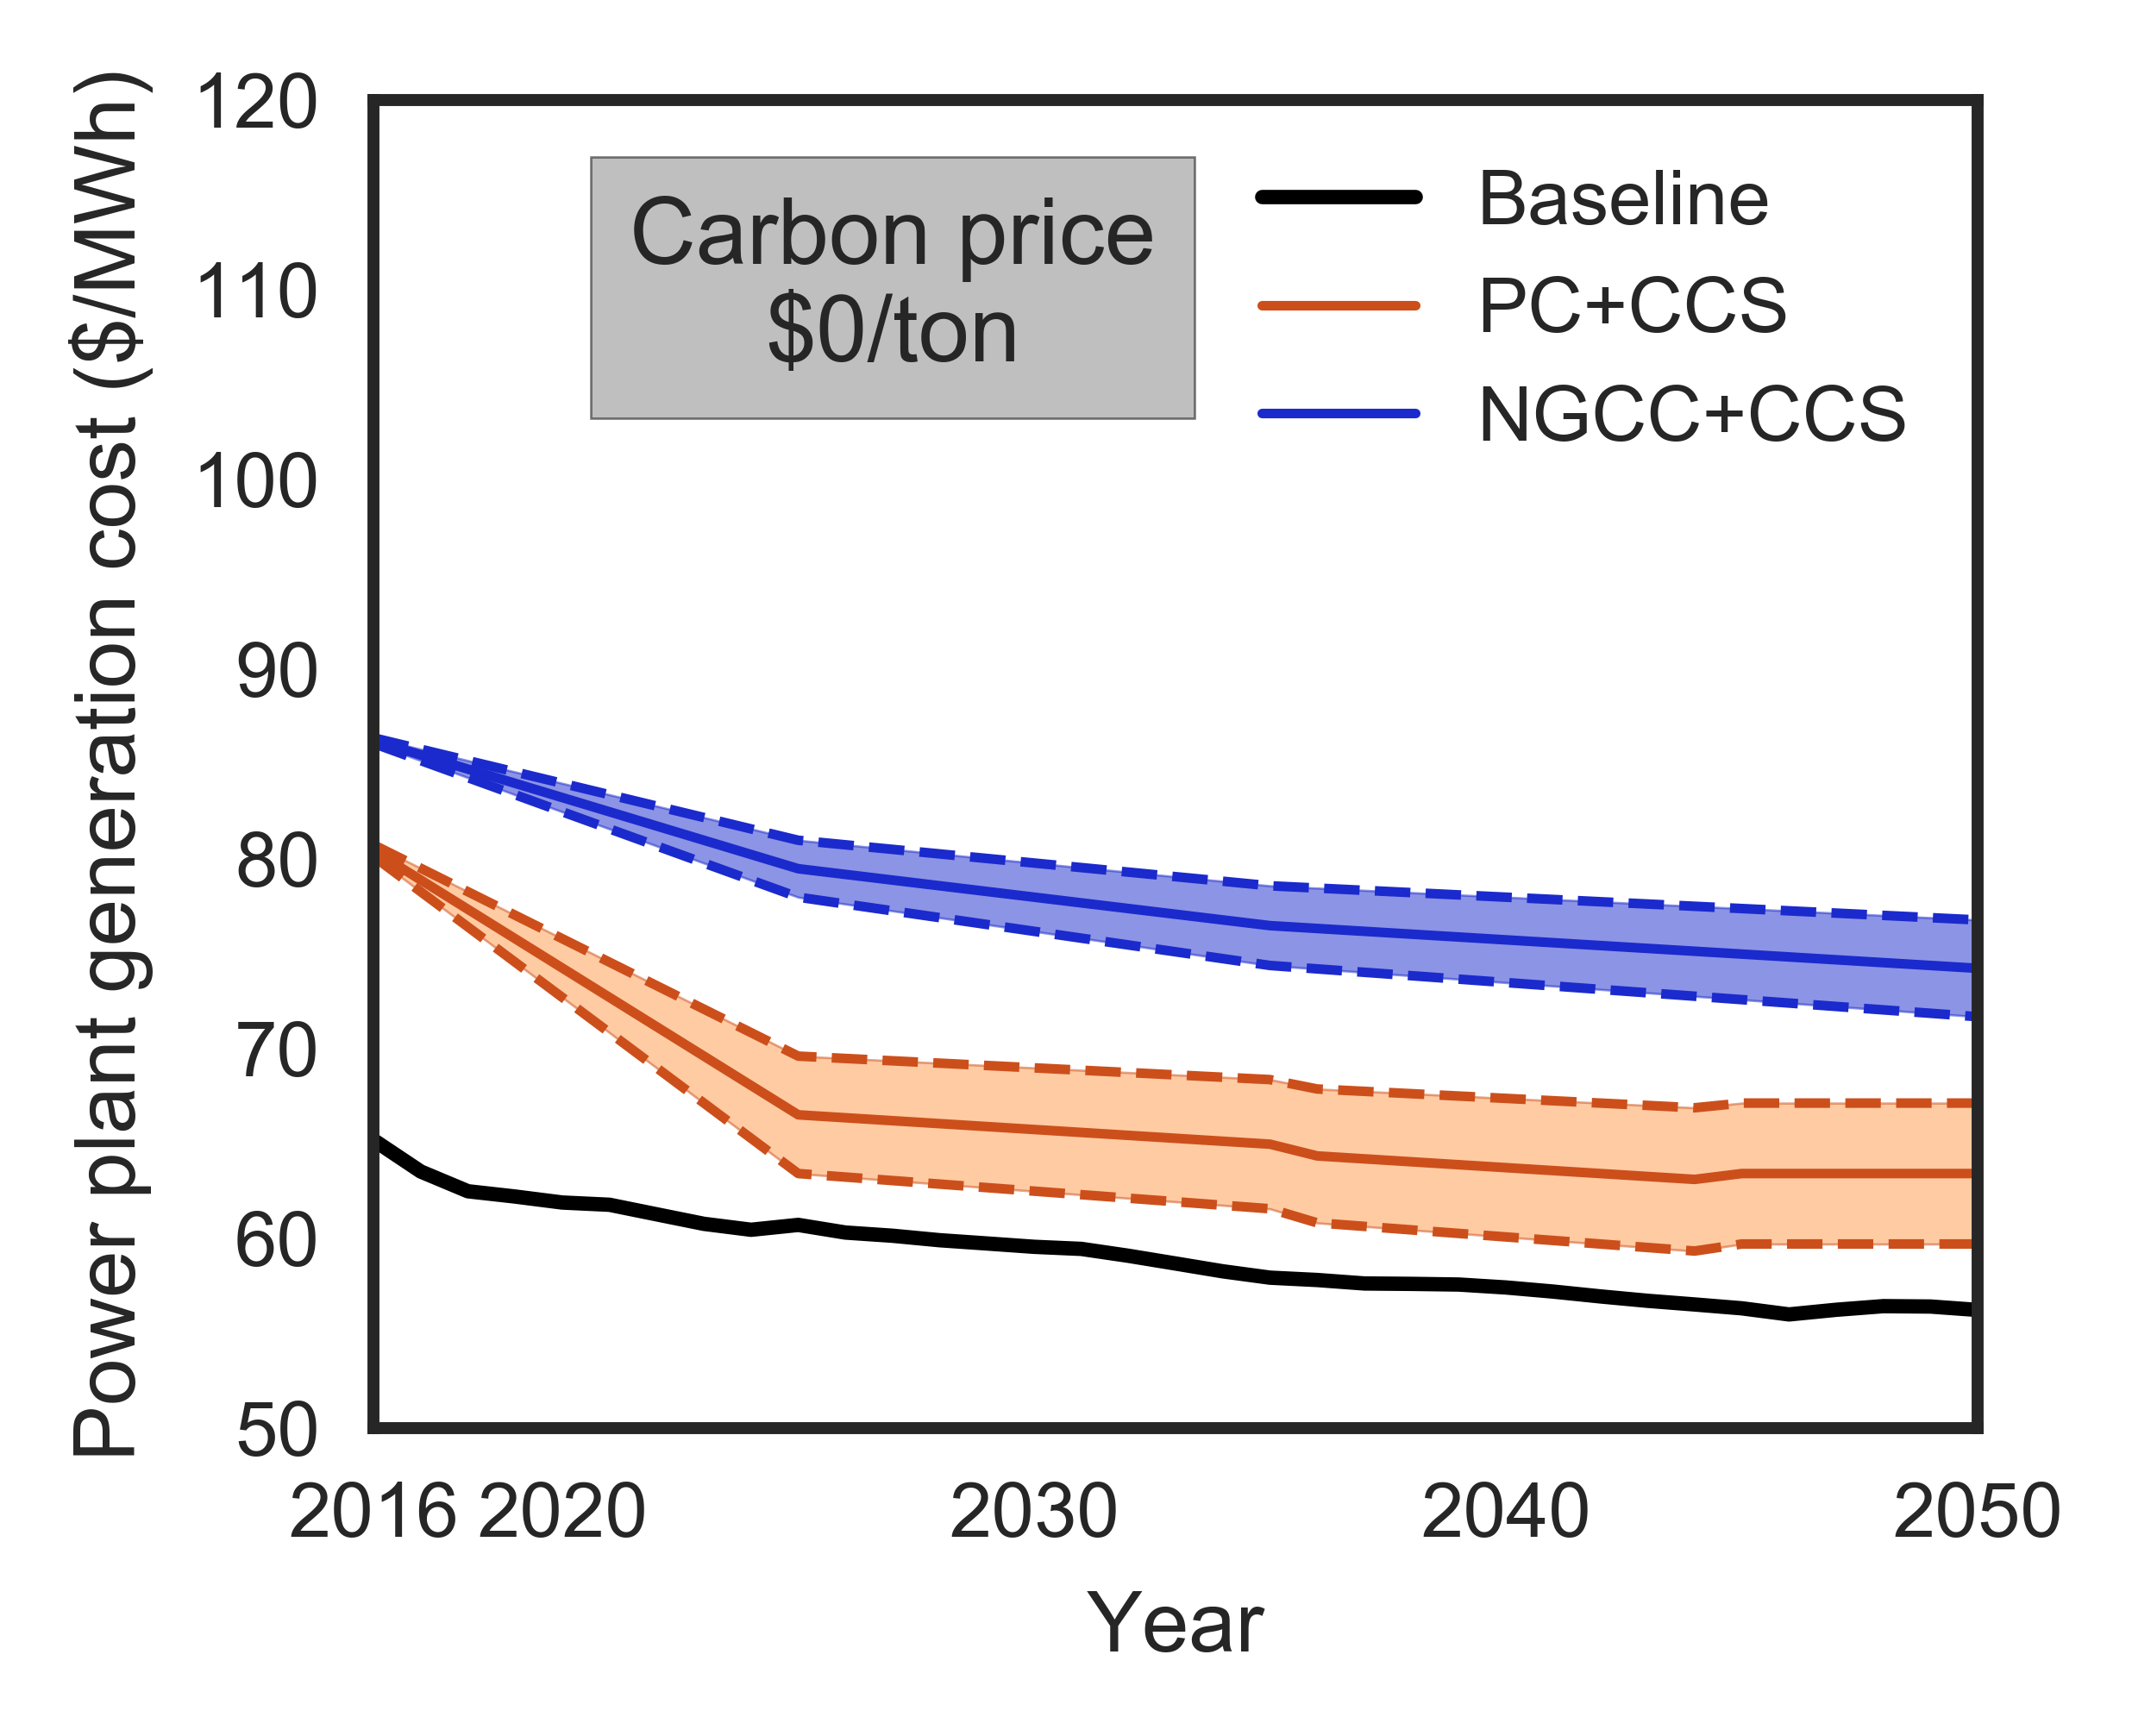 Power plant generation cost ($/MWh)
120
110
100
90
80
70
60
50
Carbon price
$0/ton
Baseline
PC+CCS
NGCC+CCS
2016 2020 2030 2040 2050
Year